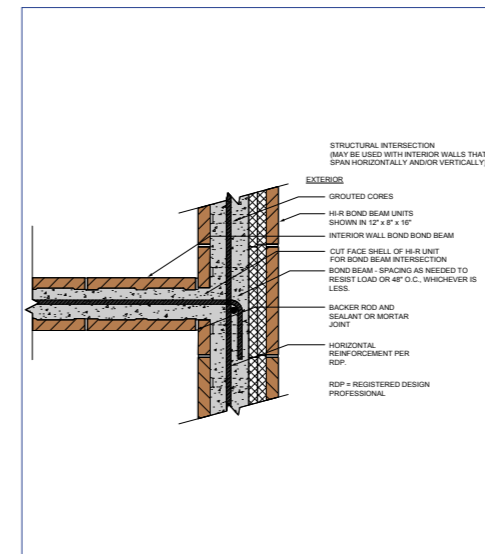 STRUCTURAL INTERSECTION
(MAY BE USED WITH INTERIOR WALLS THAT
SPAN HORIZONTALLY AND/OR VERTICALLY)
EXTERIOR
GROUTED CORES
HI-R BOND BEAM UNITS
SHOWN IN 12" x 8" x 16"
INTERIOR WALL BOND BOND BEAM
CUT FACE SHELL OF HI-R UNIT
FOR BOND BEAM INTERSECTION
BOND BEAM - SPACING AS NEEDED TO
RESIST LOAD OR 48" O.C., WHICHEVER IS
LESS.
BACKER ROD AND
SEALANT OR MORTAR
JOINT
HORIZONTAL
REINFORCEMENT PER
RDP.
RDP = REGISTERED DESIGN
PROFESSIONAL